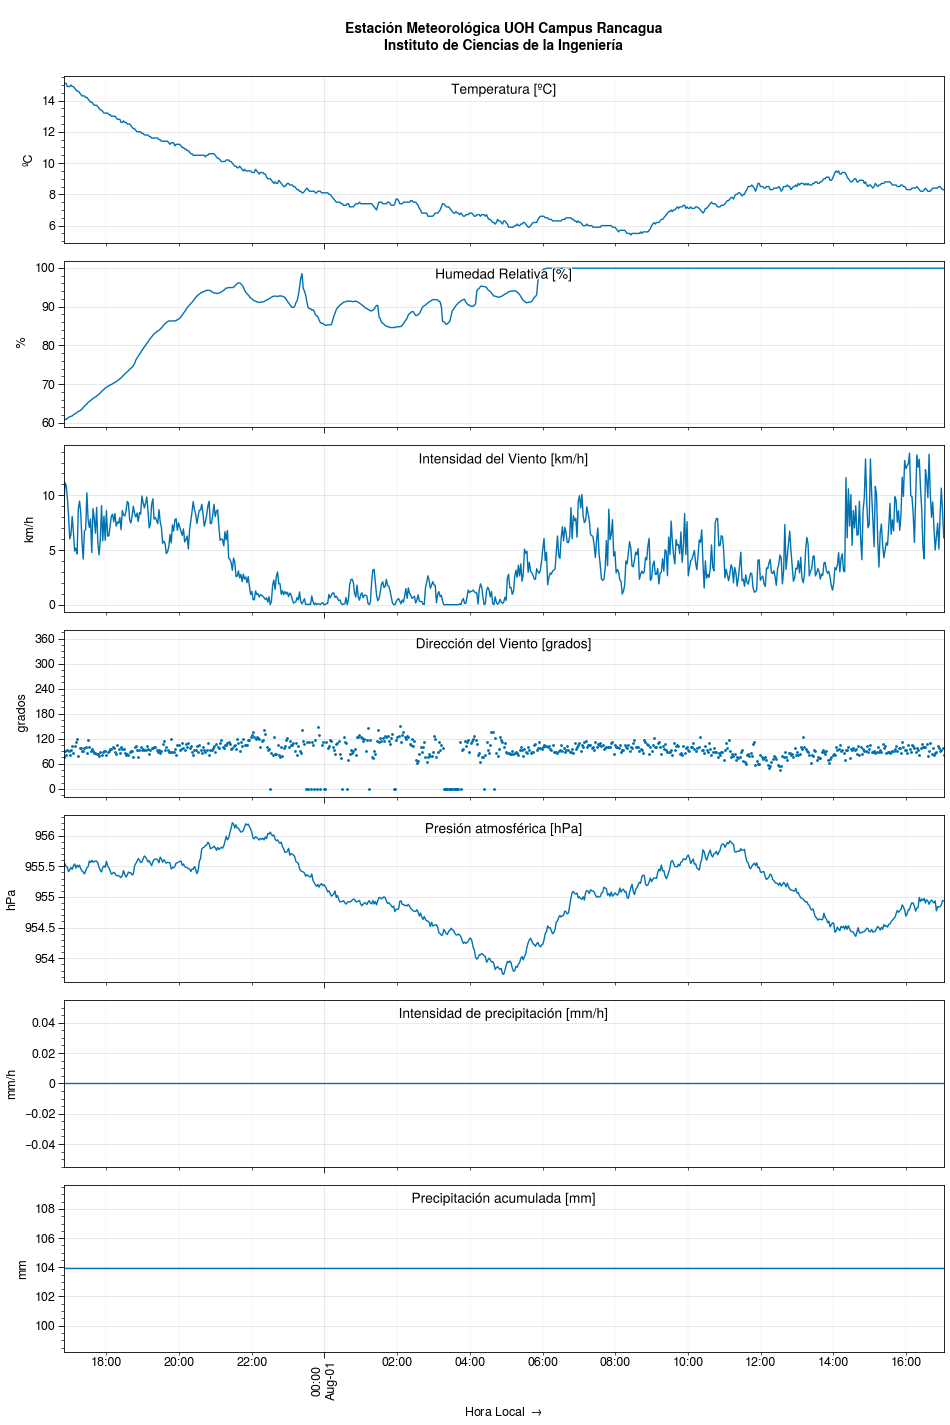 Estación Meteorológica UOH Campus Rancagua
Instituto de Ciencias de la Ingeniería
Temperatura [ºC]
ºC
14
12
10
8
6
Humedad Relativa [%]
%
100
90
80
70
60
Intensidad del Viento [km/h]
km/h
10
5
0
Dirección del Viento [grados]
grados
360
300
240
180
120
60
0
Presión atmosférica [hPa]
hPa
956
955.5
955
954.5
954
Intensidad de precipitación [mm/h]
mm/h
0.04
0.02
0
−0.02
−0.04
Precipitación acumulada [mm]
mm
108
106
104
102
100
18:00 20:00 22:00 00:00 02:00 04:00 06:00 08:00 10:00 12:00 14:00 16:00
Aug-01
Hora Local →